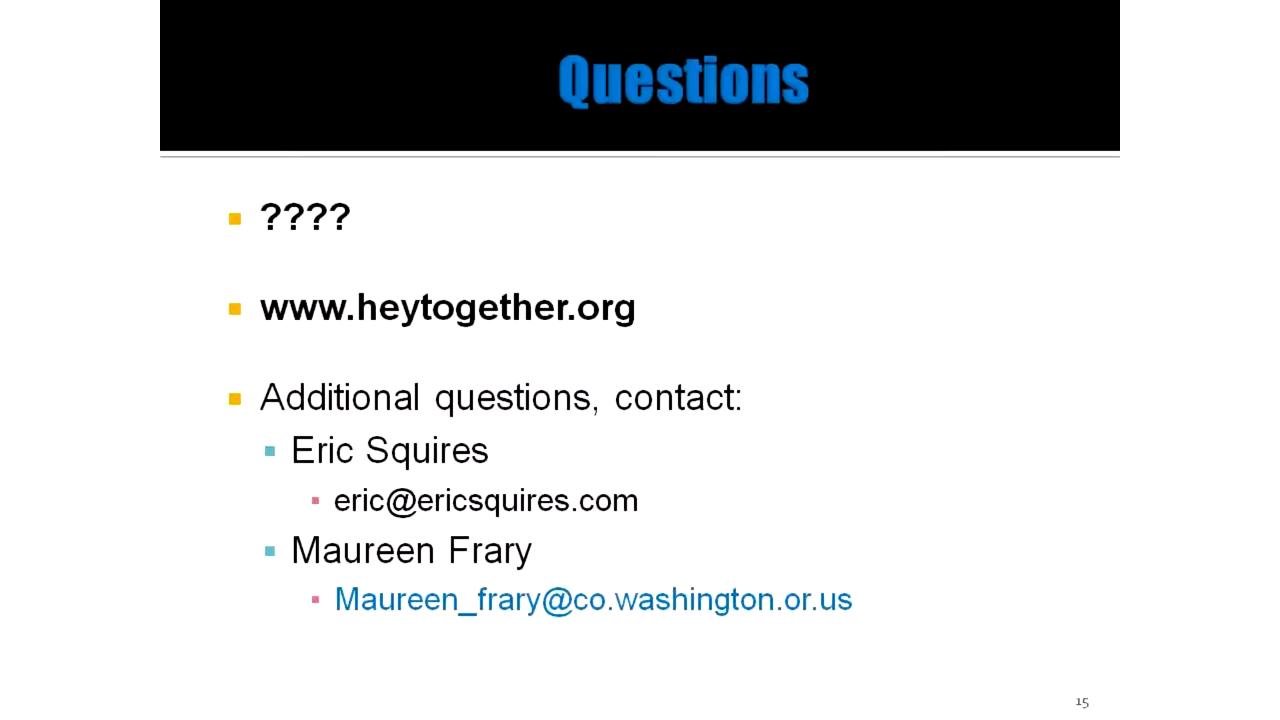 Questions
????
www.heytogether.org
Additional questions, contact:
Eric Squires
eric@ericsquires.com
Maureen Frary
Maureen_frary@co.washington.or.us
15